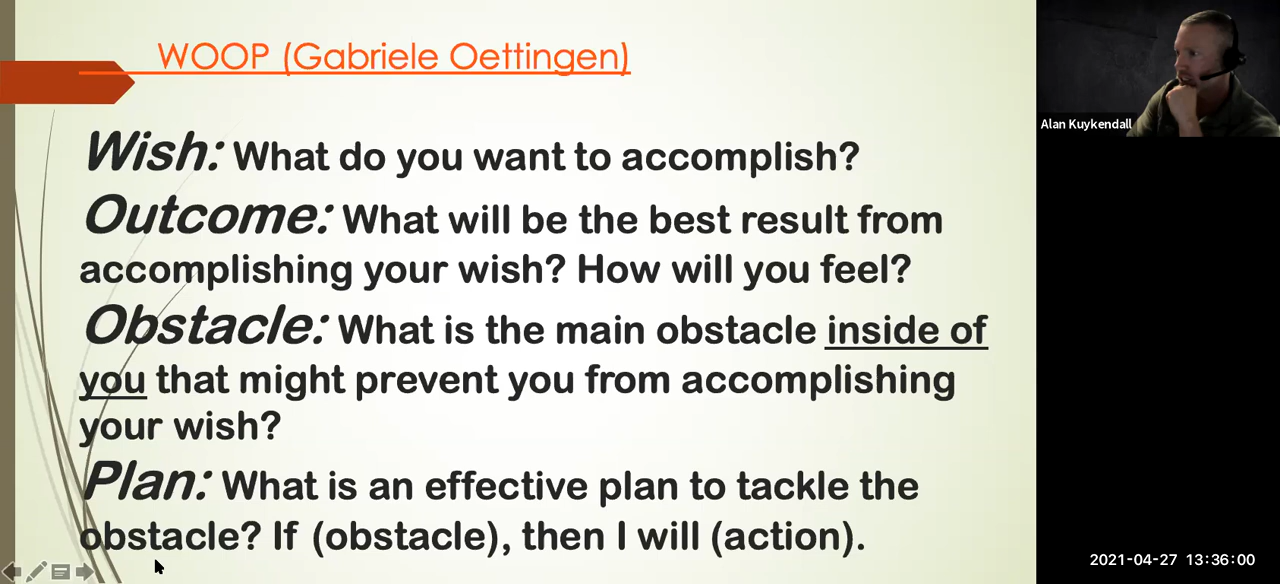 WOOP (Gabriele Oettingen)
Wish: What do you want to accomplish?
Outcome: What will be the best result from
accomplishing your wish? How will you feel?
Obstacle: What is the main obstacle inside of
you that might prevent you from accomplishing
your wish?
Plan: What is an effective plan to tackle the
obstacle? If (obstacle), then I will (action).
Alan Kuykendall
2021-04-27 13:36:00